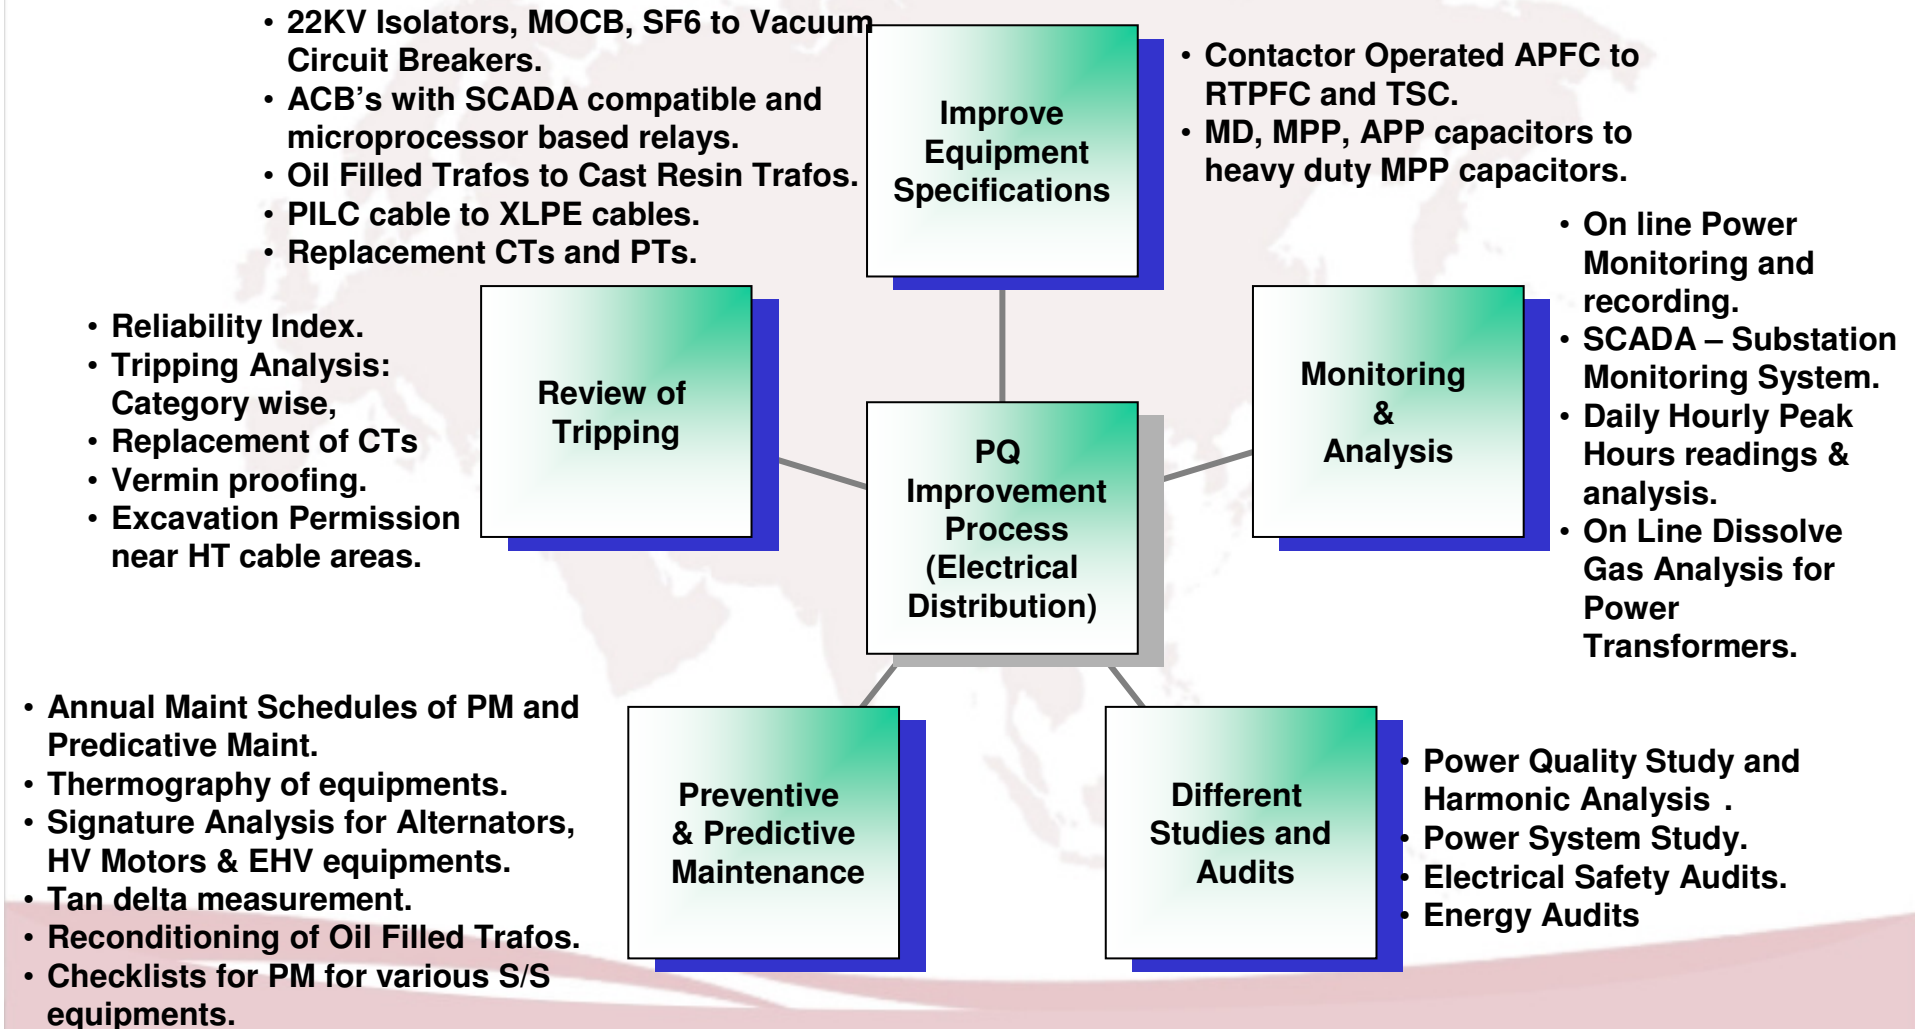 • 22KV Isolators, MOCB, SF6 to Vacuum
Circuit Breakers.
• ACB’s with SCADA compatible and
microprocessor based relays.
• Oil Filled Trafos to Cast Resin Trafos.
• PILC cable to XLPE cables.
• Replacement CTs and PTs.
Improve
Equipment
Specifications
• Contactor Operated APFC to
RTPFC and TSC.
• MD, MPP, APP capacitors to
heavy duty MPP capacitors.
• Reliability Index.
• Tripping Analysis:
Category wise,
• Replacement of CTs
• Vermin proofing.
• Excavation Permission
near HT cable areas.
Review of
Tripping
PQ
Improvement
Process
(Electrical
Distribution)
Monitoring
&
Analysis
• On line Power
Monitoring and
recording.
• SCADA – Substation
Monitoring System.
• Daily Hourly Peak
Hours readings &
analysis.
• On Line Dissolve
Gas Analysis for
Power
Transformers.
• Annual Maint Schedules of PM and
Predicative Maint.
• Thermography of equipments.
• Signature Analysis for Alternators,
HV Motors & EHV equipments.
• Tan delta measurement.
• Reconditioning of Oil Filled Trafos.
• Checklists for PM for various S/S
equipments.
Preventive
& Predictive
Maintenance
Different
Studies and
Audits
• Power Quality Study and
Harmonic Analysis .
• Power System Study.
• Electrical Safety Audits.
• Energy Audits